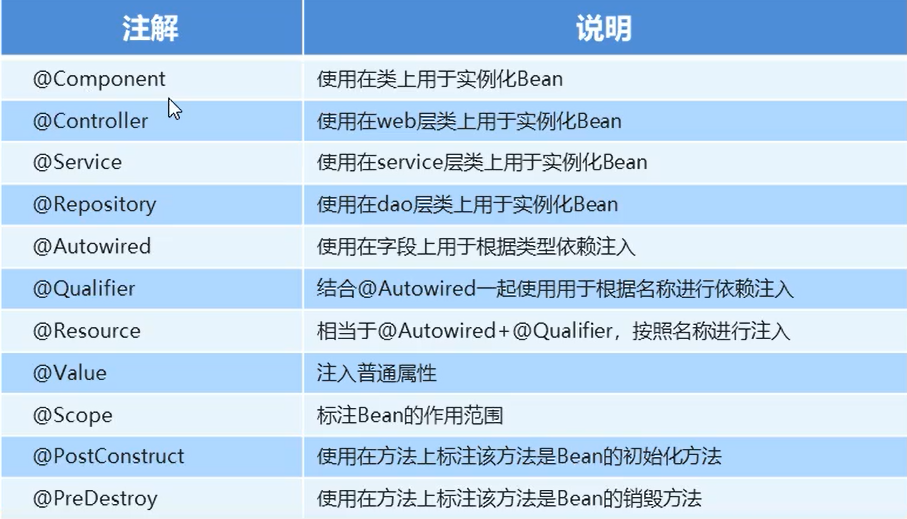 注解 说明
@Component 使用在类上用于实例化Bean
@Controller 使用在web层类上用于实例化Bean
@Service 使用在service层类上用于实例化Bean
@Repository 使用在dao层类上用于实例化Bean
@Autowired 使用在字段上用于根据类型依赖注入
@Qualifier 结合@Autowired一起使用用于根据名称进行依赖注入
@Resource 相当于@Autowired+@Qualifier，按照名称进行注入
@Value 注入普通属性
@Scope 标注Bean的作用范围
@PostConstruct 使用在方法上标注该方法是Bean的初始化方法
@PreDestroy 使用在方法上标注该方法是Bean的销毁方法